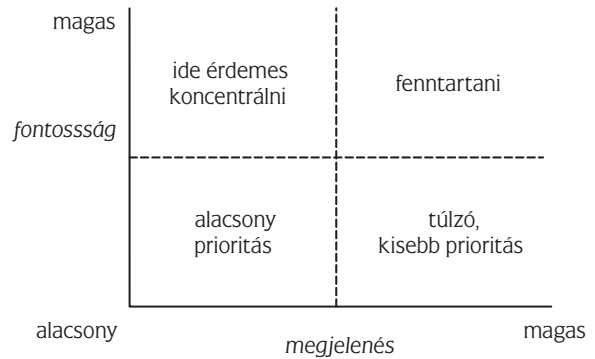 magas
ide érdemes
koncentrálni
fenntartani
fontossság
alacsony
prioritás
túlzó,
kisebb prioritás
alacsony
megjelenés
magas